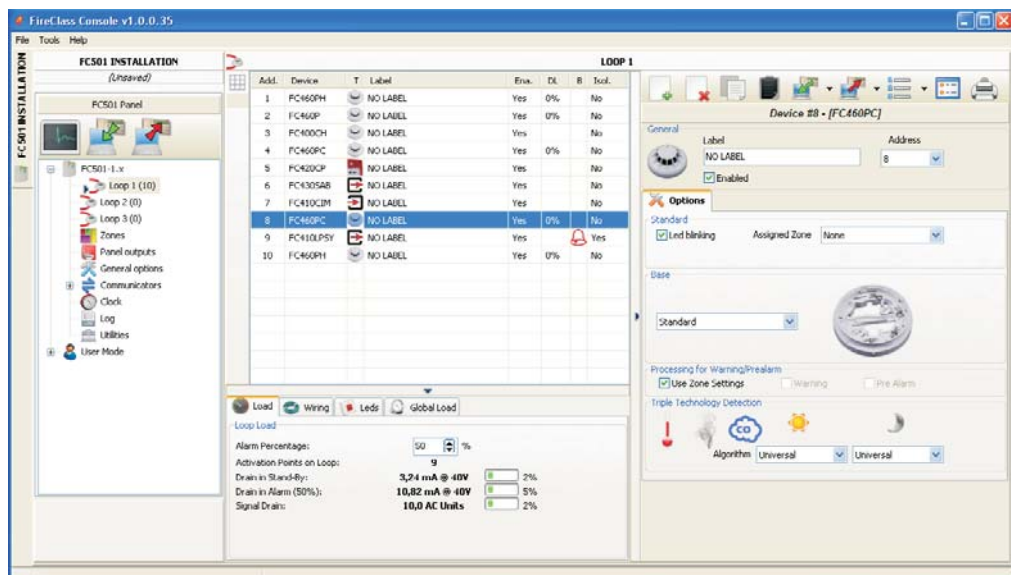 FireClass Console v1.0.0.35
File Tools Help
FC501 INSTALLATION
FC501 INSTALLATION
(Unsaved)
FC501 Panel
FC501-1.x
Loop 1 (10)
Loop 2 (0)
Loop 3 (0)
Zones
Panel outputs
General options
Communicators
Clock
Log
Utilities
User Mode
LOOP 1
Add. Device T Label Ena. DL B Isol.
1 FC460PH NO LABEL Yes 0% No
2 FC460P NO LABEL Yes 0% No
3 FC400CH NO LABEL Yes No
4 FC460PC NO LABEL Yes 0% No
5 FC420CP NO LABEL Yes No
6 FC430SAB NO LABEL Yes No
7 FC410CIM NO LABEL Yes No
8 FC460PC NO LABEL Yes 0% No
9 FC410LPSY NO LABEL Yes Yes
10 FC460PH NO LABEL Yes 0% No
Load Wiring Leds Global Load
Loop Load
Alarm Percentage: 50 %
Activation Points on Loop: 9
Drain in Stand-By: 3,24 mA @ 40V 2%
Drain in Alarm (50%): 10,82 mA @ 40V 5%
Signal Drain: 10,0 AC Units 2%
Device #8 - [FC460PC]
General
Label Address
NO LABEL 8
Enabled
Options
Standard
Led blinking Assigned Zone None
Base
Standard
Processing for Warning/Prealarm
Use Zone Settings Warning Pre Alarm
Triple Technology Detection
CO
Algorithm Universal Universal